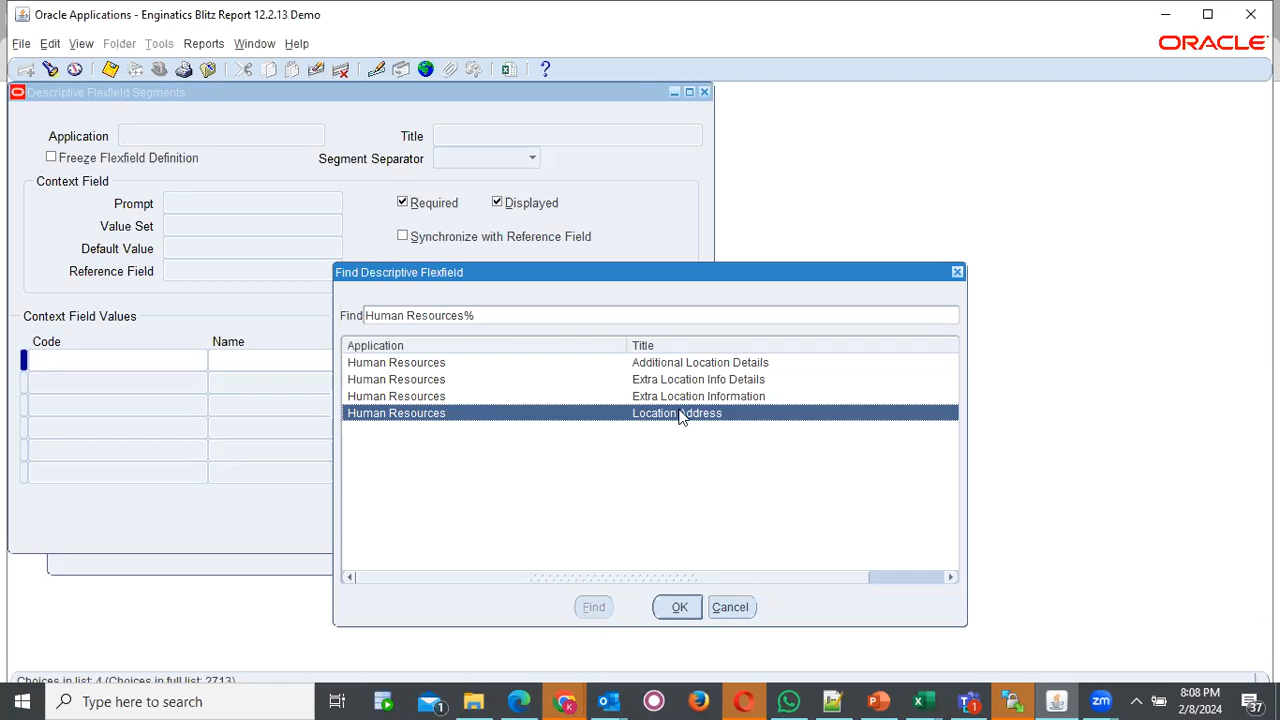 Oracle Applications - Enginatics Blitz Report 12.2.13 Demo
File Edit View Folder Tools Reports Window Help
ORACLE
Descriptive Flexfield Segments
Application Title
Freeze Flexfield Definition Segment Separator
Context Field
Prompt Required Displayed
Value Set
Synchronize with Reference Field
Default Value
Reference Field
Find Descriptive Flexfield
Find Human Resources%
Context Field Values
Code Name
Application Title
Human Resources Additional Location Details
Human Resources Extra Location Info Details
Human Resources Extra Location Information
Human Resources Location Address
Find OK Cancel
Choices in list: 4 (Choices in full list: 2713)
Type here to search
8:08 PM
2/8/2024
1
1
37